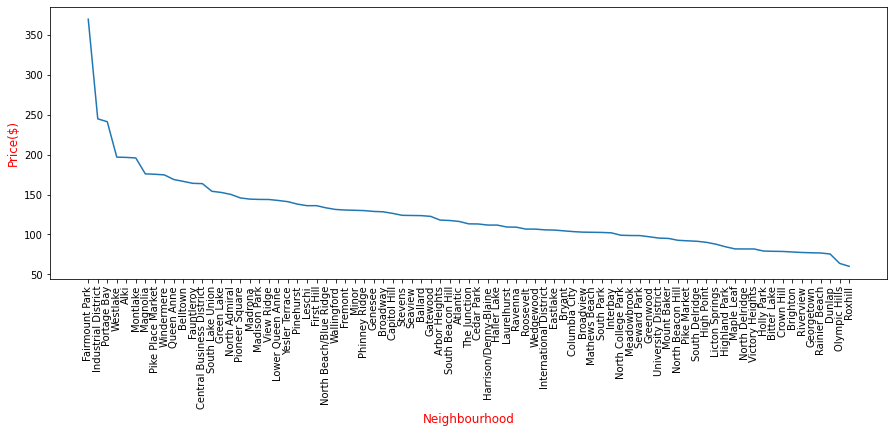 Price($)
350
300
250
200
150
100
50
Fairmount Park
Industrial District
Portage Bay
Westlake
Alki
Montlake
Magnolia
Pike Place Market
Windermere
Queen Anne
Belltown
Fauntleroy
Central Business District
South Lake Union
Green Lake
North Admiral
Pioneer Square
Madrona
Madison Park
View Ridge
Lower Queen Anne
Yesler Terrace
Pinehurst
Leschi
First Hill
North Beach/Blue Ridge
Wallingford
Fremont
Minor
Phinney Ridge
Genesee
Broadway
Capitol Hill
Stevens
Seaview
Ballard
Gatewood
Arbor Heights
South Beacon Hill
Atlantic
The Junction
Cedar Park
Harrison/Denny-Blaine
Haller Lake
Laurelhurst
Ravenna
Roosevelt
Wedgewood
International District
Eastlake
Bryant
Columbia City
Broadview
Mathews Beach
South Park
Interbay
North College Park
Meadowbrook
Seward Park
Greenwood
University District
Mount Baker
North Beacon Hill
Pike Market
South Delridge
High Point
Licton Springs
Highland Park
Maple Leaf
North Delridge
Victory Heights
Holly Park
Bitter Lake
Crown Hill
Brighton
Riverview
Georgetown
Rainier Beach
Dunlap
Olympic Hills
Roxhill
Neighbourhood